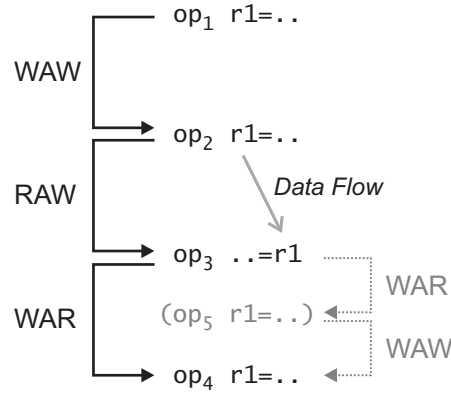 op₁ r1=..
WAW
op₂ r1=..
RAW
Data Flow
op₃ ..=r1
WAR
WAR
(op₅ r1=..)
WAW
op₄ r1=..